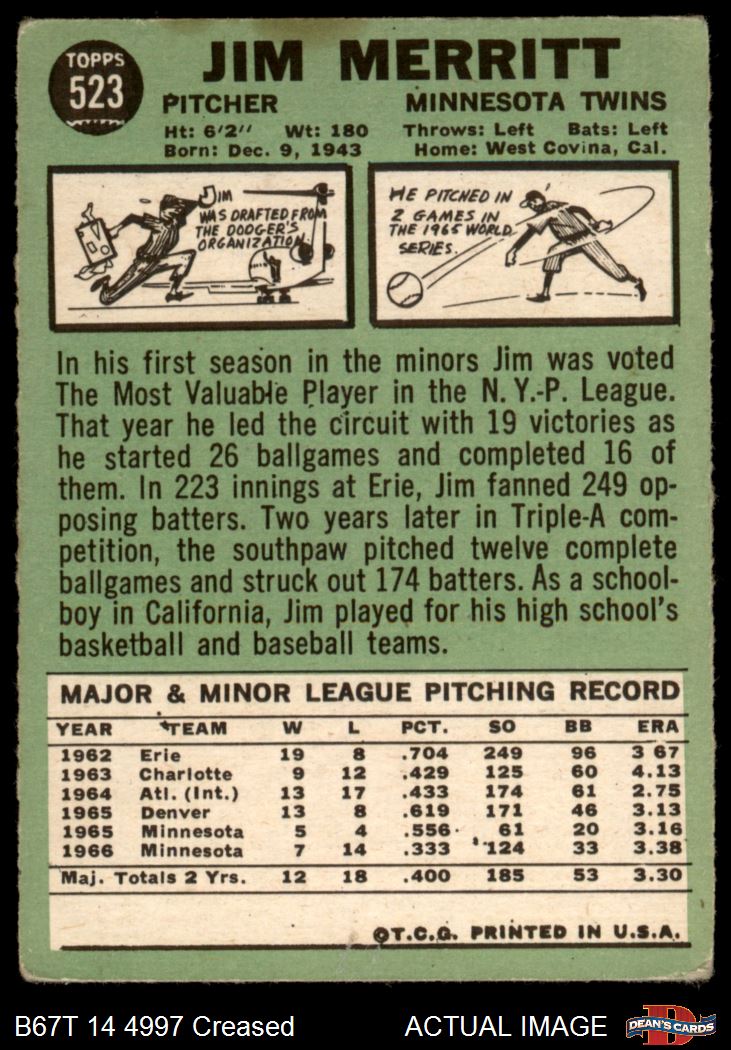 TOPPS
523
JIM MERRITT
PITCHER MINNESOTA TWINS
Ht: 6'2" Wt: 180 Throws: Left Bats: Left
Born: Dec. 9, 1943 Home: West Covina, Cal.
JIM
WAS DRAFTED FROM
THE DODGER'S
ORGANIZATION
HE PITCHED IN
2 GAMES IN
THE 1965 WORLD
SERIES.
In his first season in the minors Jim was voted
The Most Valuable Player in the N. Y.-P. League.
That year he led the circuit with 19 victories as
he started 26 ballgames and completed 16 of
them. In 223 innings at Erie, Jim fanned 249 op-
posing batters. Two years later in Triple-A com-
petition, the southpaw pitched twelve complete
ballgames and struck out 174 batters. As a school-
boy in California, Jim played for his high school's
basketball and baseball teams.
MAJOR & MINOR LEAGUE PITCHING RECORD
YEAR TEAM W L PCT. SO BB ERA
1962 Erie 19 8 .704 249 96 3 67
1963 Charlotte 9 12 .429 125 60 4.13
1964 Atl. (Int.) 13 17 .433 174 61 2.75
1965 Denver 13 8 .619 171 46 3.13
1965 Minnesota 5 4 .556 61 20 3.16
1966 Minnesota 7 14 .333 124 33 3.38
Maj. Totals 2 Yrs. 12 18 .400 185 53 3.30
©T.C.G. PRINTED IN U.S.A.
B67T 14 4997 Creased ACTUAL IMAGE
DEAN'S CARDS